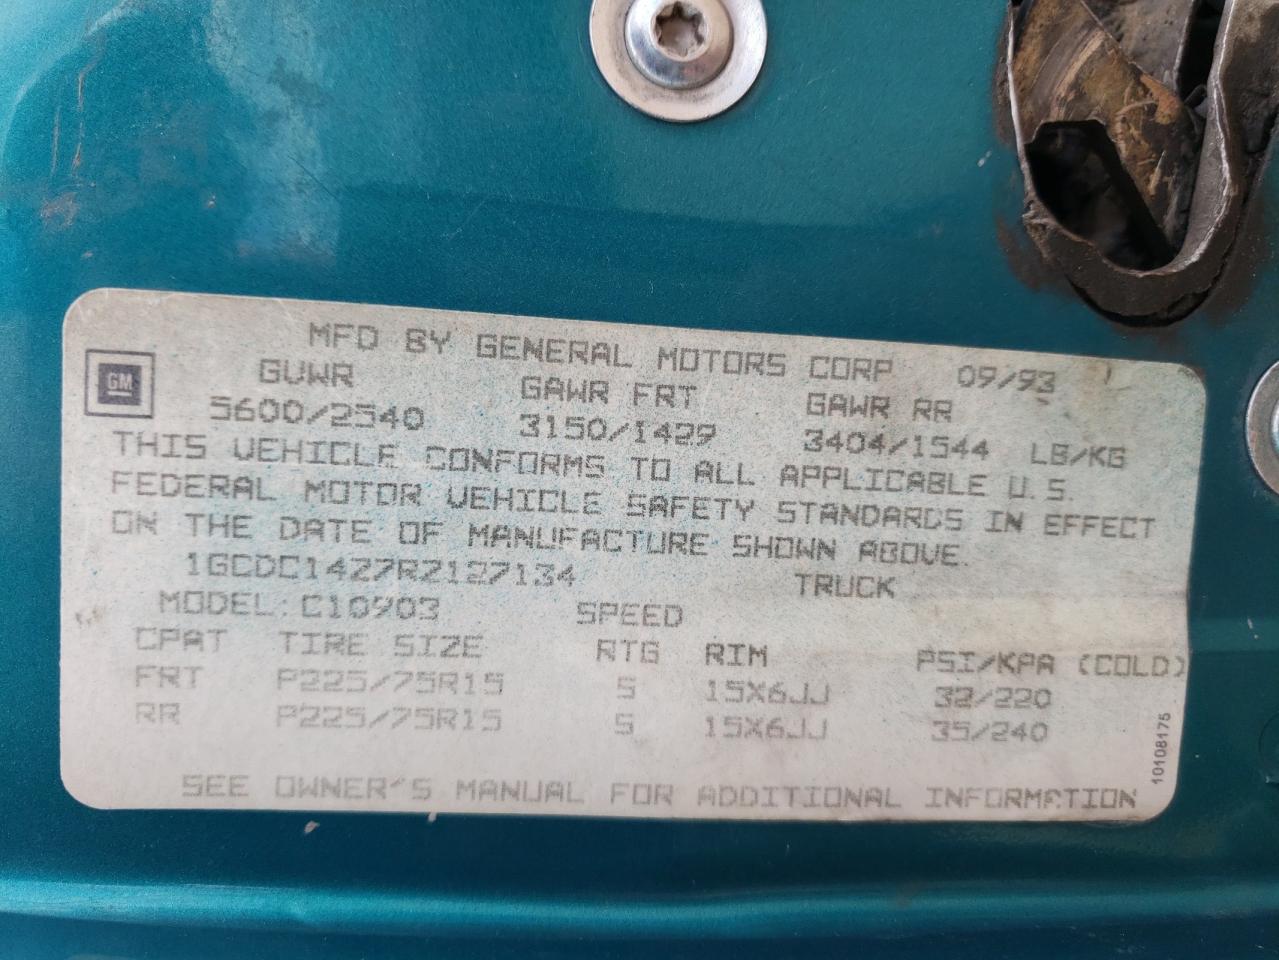 MFD BY GENERAL MOTORS CORP 09/93
GM
GVWR GAWR FRT GAWR RR
5600/2540 3150/1429 3404/1544 LB/KG
THIS VEHICLE CONFORMS TO ALL APPLICABLE U.S.
FEDERAL MOTOR VEHICLE SAFETY STANDARDS IN EFFECT
ON THE DATE OF MANUFACTURE SHOWN ABOVE.
1GCDC14Z7RZ127134 TRUCK
MODEL: C10903 SPEED
CPAT TIRE SIZE RTG RIM PSI/KPA (COLD)
FRT P225/75R15 S 15X6JJ 32/220
RR P225/75R15 S 15X6JJ 35/240
SEE OWNER'S MANUAL FOR ADDITIONAL INFORMATION
10108175